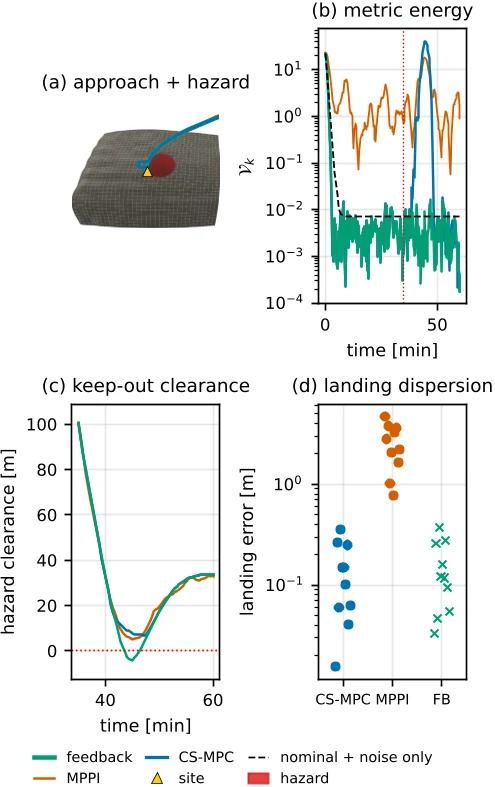 (b) metric energy
(a) approach + hazard
𝒱k
10¹
10⁰
10⁻¹
10⁻²
10⁻³
10⁻⁴
0
50
time [min]
(c) keep-out clearance
(d) landing dispersion
hazard clearance [m]
100
80
60
40
20
0
40
60
time [min]
landing error [m]
10⁰
10⁻¹
CS-MPC
MPPI
FB
feedback
CS-MPC
nominal + noise only
MPPI
site
hazard